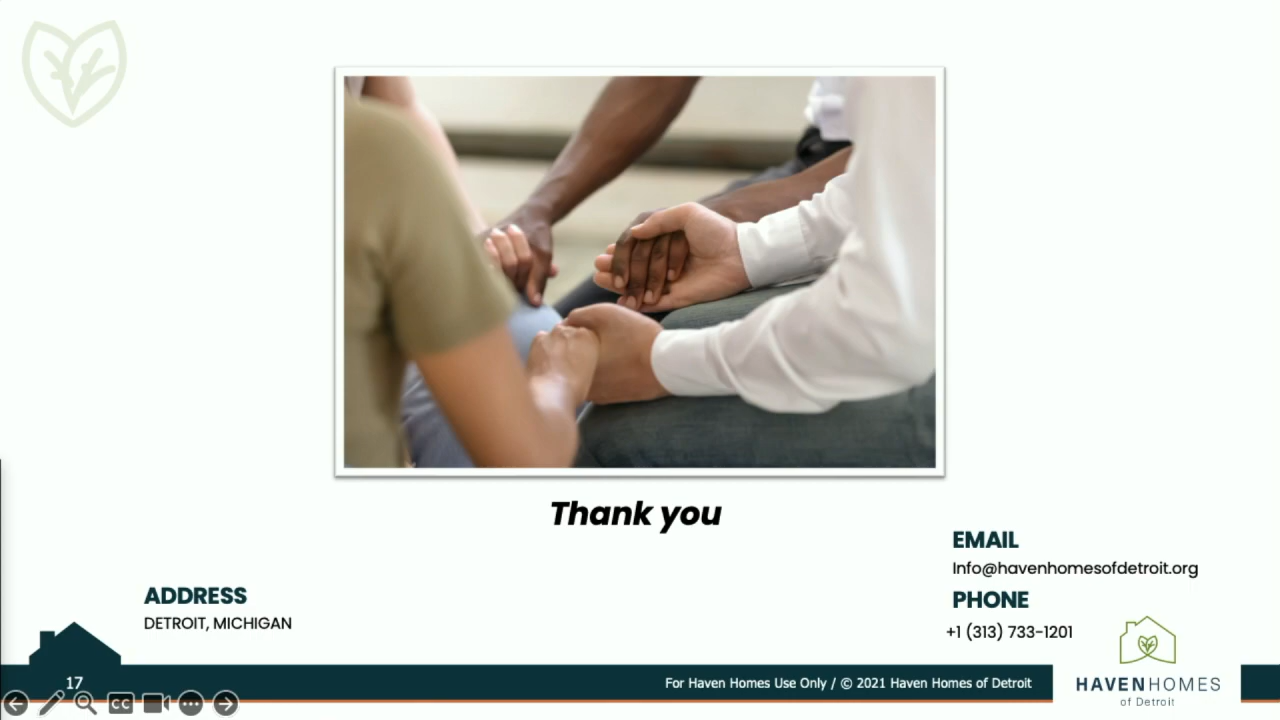 Thank you
EMAIL
Info@havenhomesofdetroit.org
PHONE
+1 (313) 733-1201
ADDRESS
DETROIT, MICHIGAN
17
CC
For Haven Homes Use Only / © 2021 Haven Homes of Detroit
HAVENHOMES
of Detroit